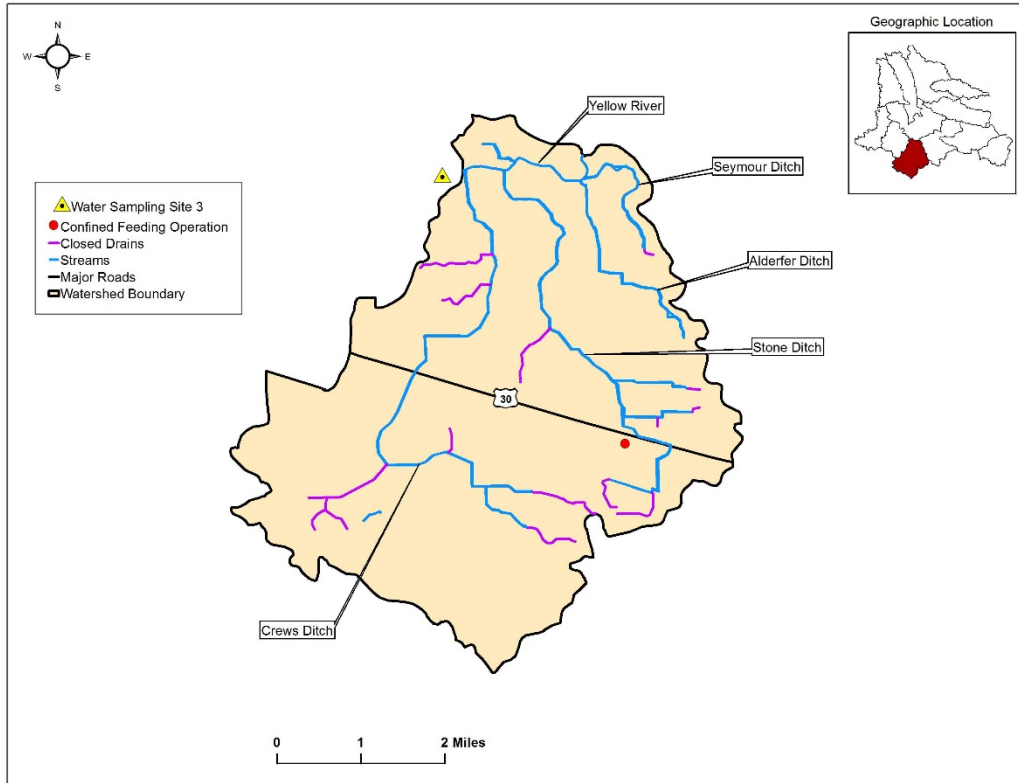 N
W E
S
Geographic Location
Yellow River
Seymour Ditch
Water Sampling Site 3
Confined Feeding Operation
Closed Drains
Streams
Major Roads
Watershed Boundary
Alderfer Ditch
Stone Ditch
30
Crews Ditch
0 1 2 Miles